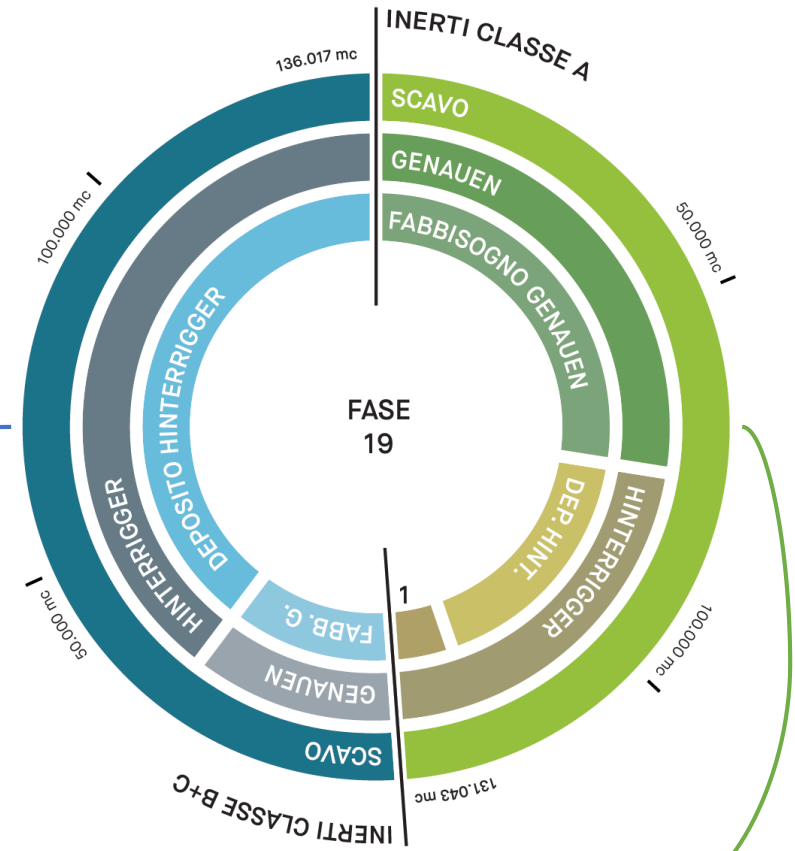 INERTI CLASSE A
136.017 mc
SCAVO
GENAUEN
FABBISOGNO GENAUEN
50.000 mc
100.000 mc
DEPOSITO HINTERRIGGER
FASE
19
HINTERRIGGER
DEP. HINT.
HINTERRIGGER
1
50.000 mc
100.000 mc
FABB. G.
GENAUEN
SCAVO
131.043 mc
INERTI CLASSE B+C